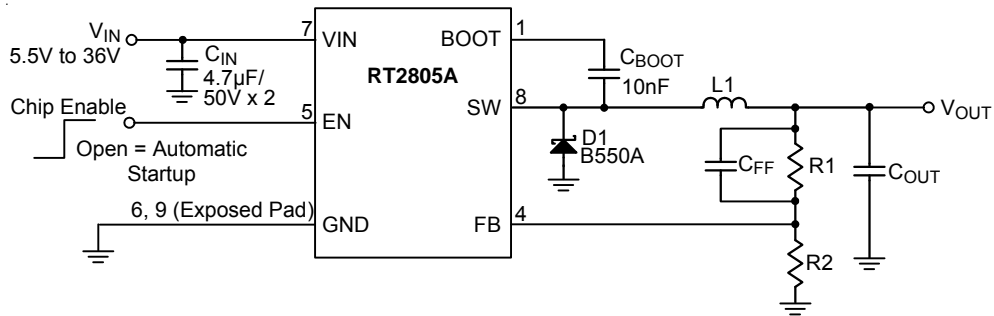 VIN
5.5V to 36V
CIN
4.7µF/
50V x 2
Chip Enable
Open = Automatic
Startup
6, 9 (Exposed Pad)
7
5
VIN
EN
GND
RT2805A
BOOT
SW
FB
1
8
4
CBOOT
10nF
L1
D1
B550A
CFF
R1
R2
COUT
VOUT